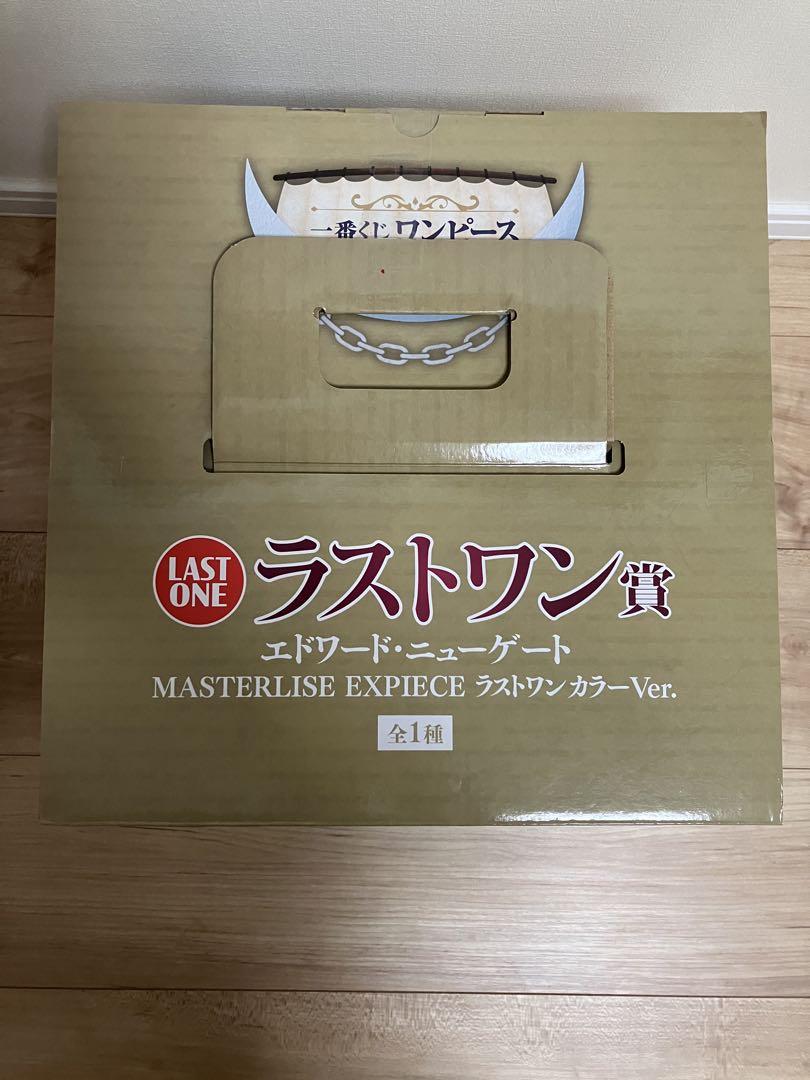 一番くじ ワンピース
LAST
ONE
ラストワン賞
エドワード・ニューゲート
MASTERLISE EXPIECE ラストワンカラーVer.
全1種